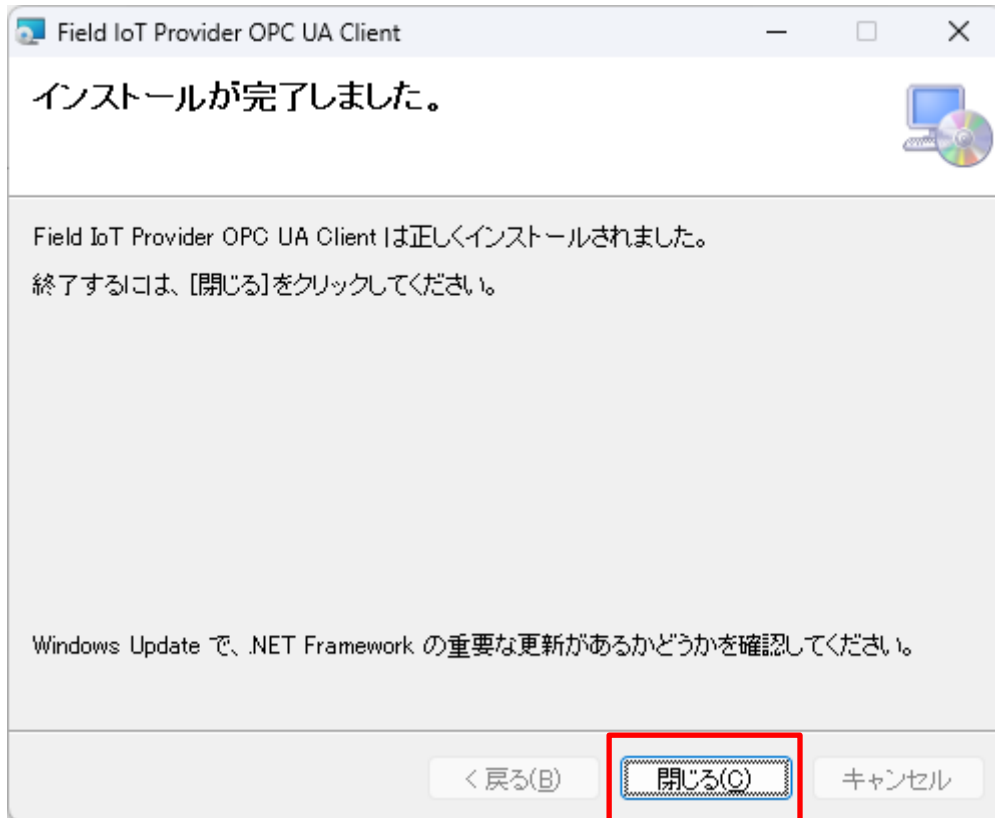 Field IoT Provider OPC UA Client
インストールが完了しました。
Field IoT Provider OPC UA Client は正しくインストールされました。
終了するには、[閉じる]をクリックしてください。
Windows Update で、.NET Framework の重要な更新があるかどうかを確認してください。
< 戻る(B)
閉じる(C)
キャンセル